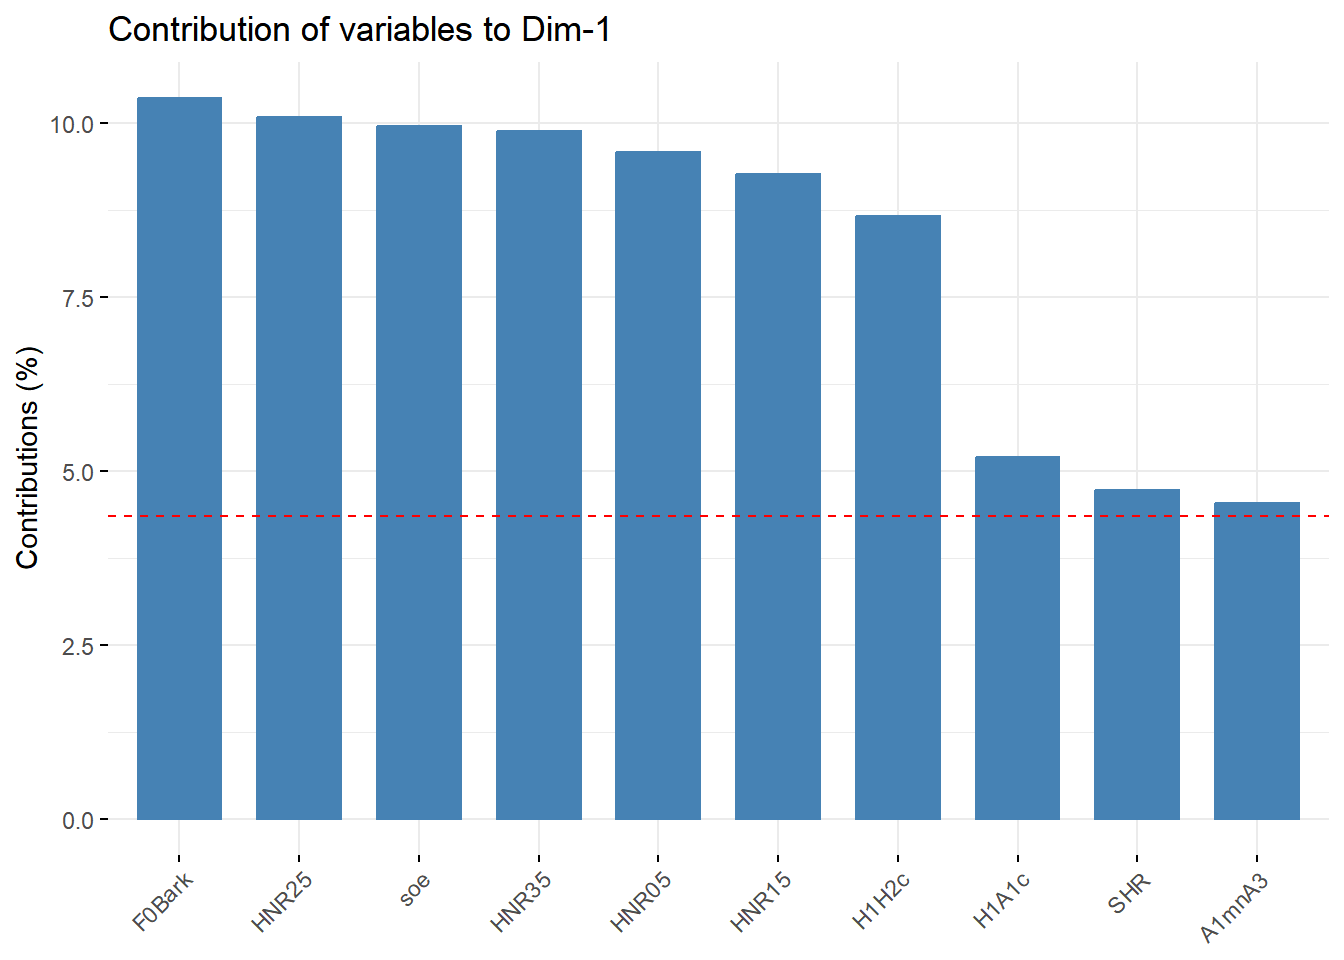 Contribution of variables to Dim-1
Contributions (%)
10.0
7.5
5.0
2.5
0.0
F0Bark
HNR25
soe
HNR35
HNR05
HNR15
H1H2c
H1A1c
SHR
A1mnA3